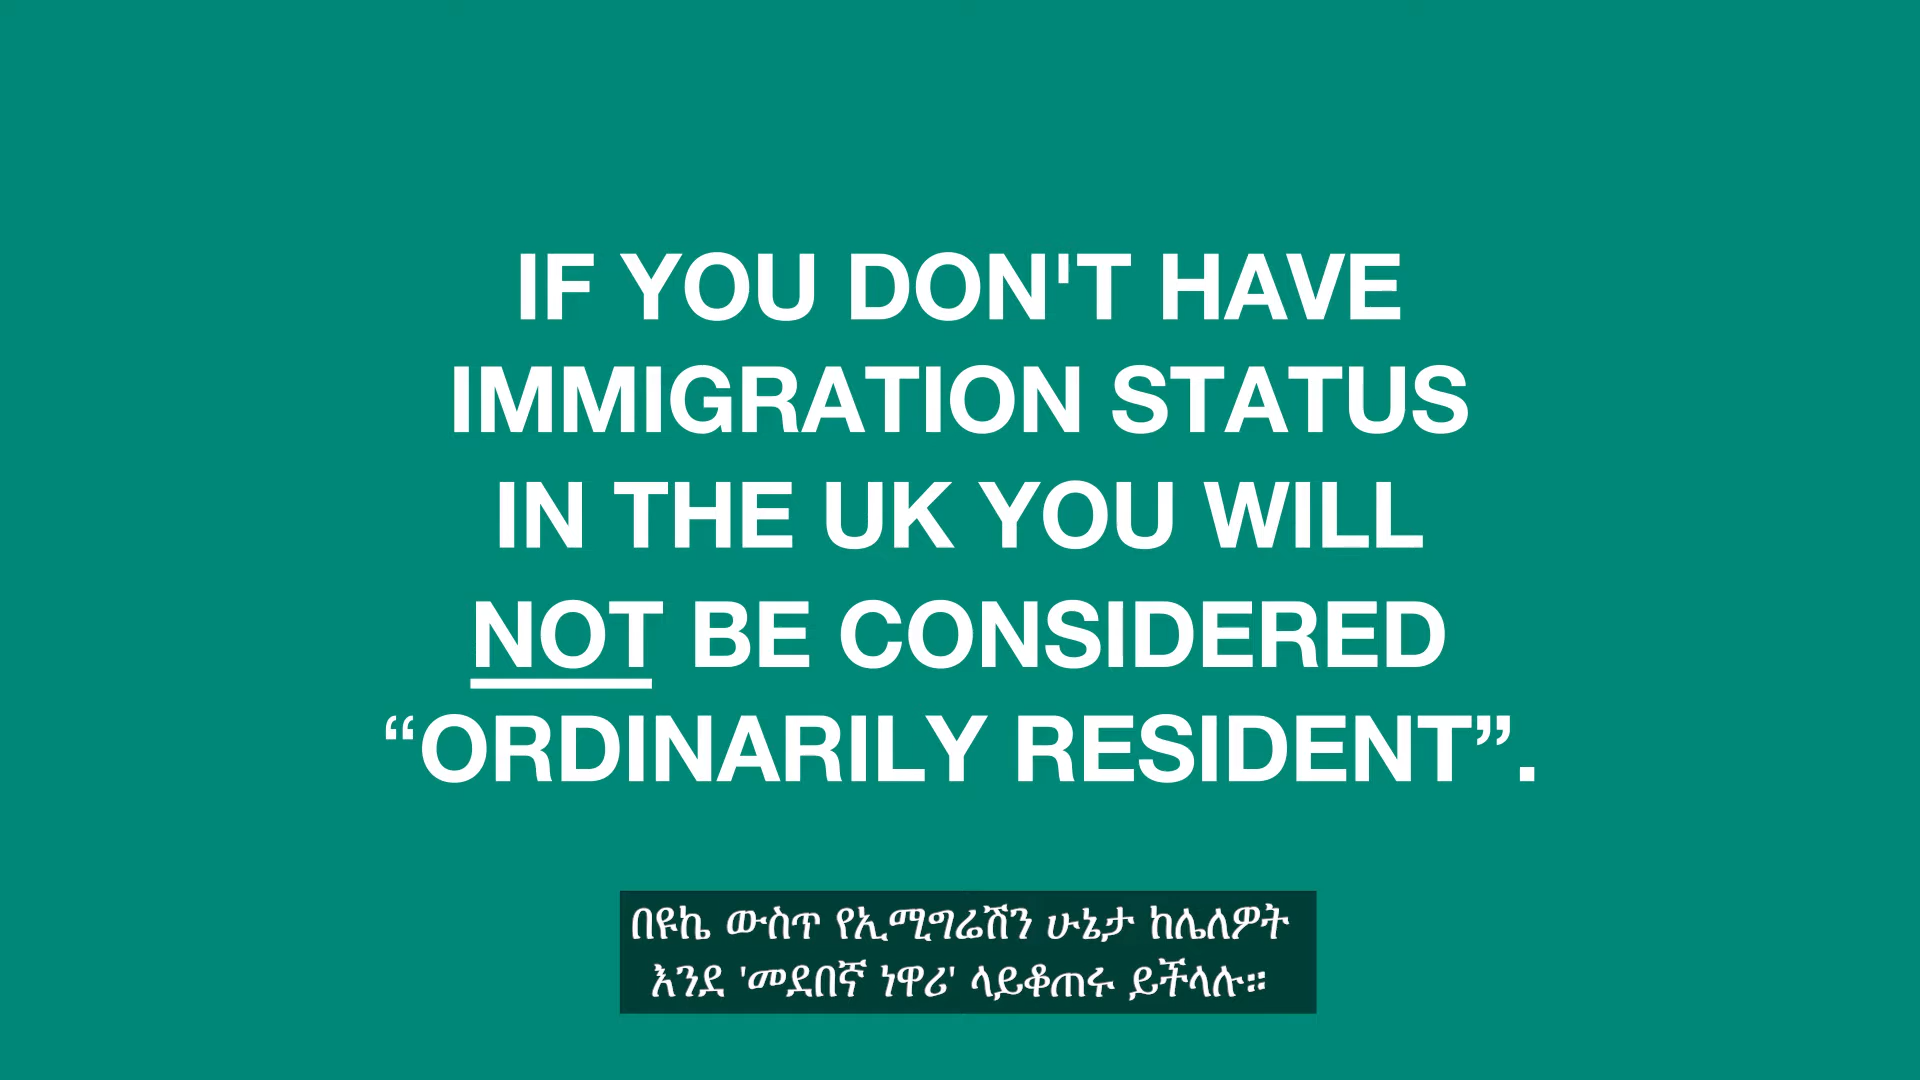 IF YOU DON'T HAVE
IMMIGRATION STATUS
IN THE UK YOU WILL
NOT BE CONSIDERED
“ORDINARILY RESIDENT”.
በዩኬ ውስጥ የኢሚግሬሽን ሁኔታ ከሌለዎት
እንደ 'መደበኛ ነዋሪ' ላይቆጠሩ ይችላሉ።